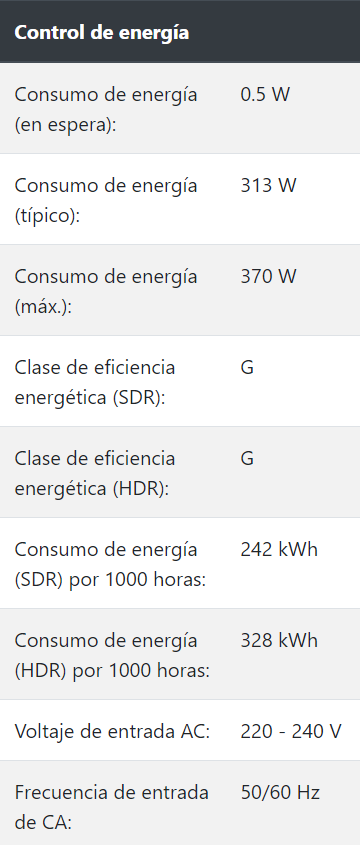 Control de energía
Consumo de energía 0.5 W
(en espera):
Consumo de energía 313 W
(típico):
Consumo de energía 370 W
(máx.):
Clase de eficiencia G
energética (SDR):
Clase de eficiencia G
energética (HDR):
Consumo de energía 242 kWh
(SDR) por 1000 horas:
Consumo de energía 328 kWh
(HDR) por 1000 horas:
Voltaje de entrada AC: 220 - 240 V
Frecuencia de entrada 50/60 Hz
de CA: